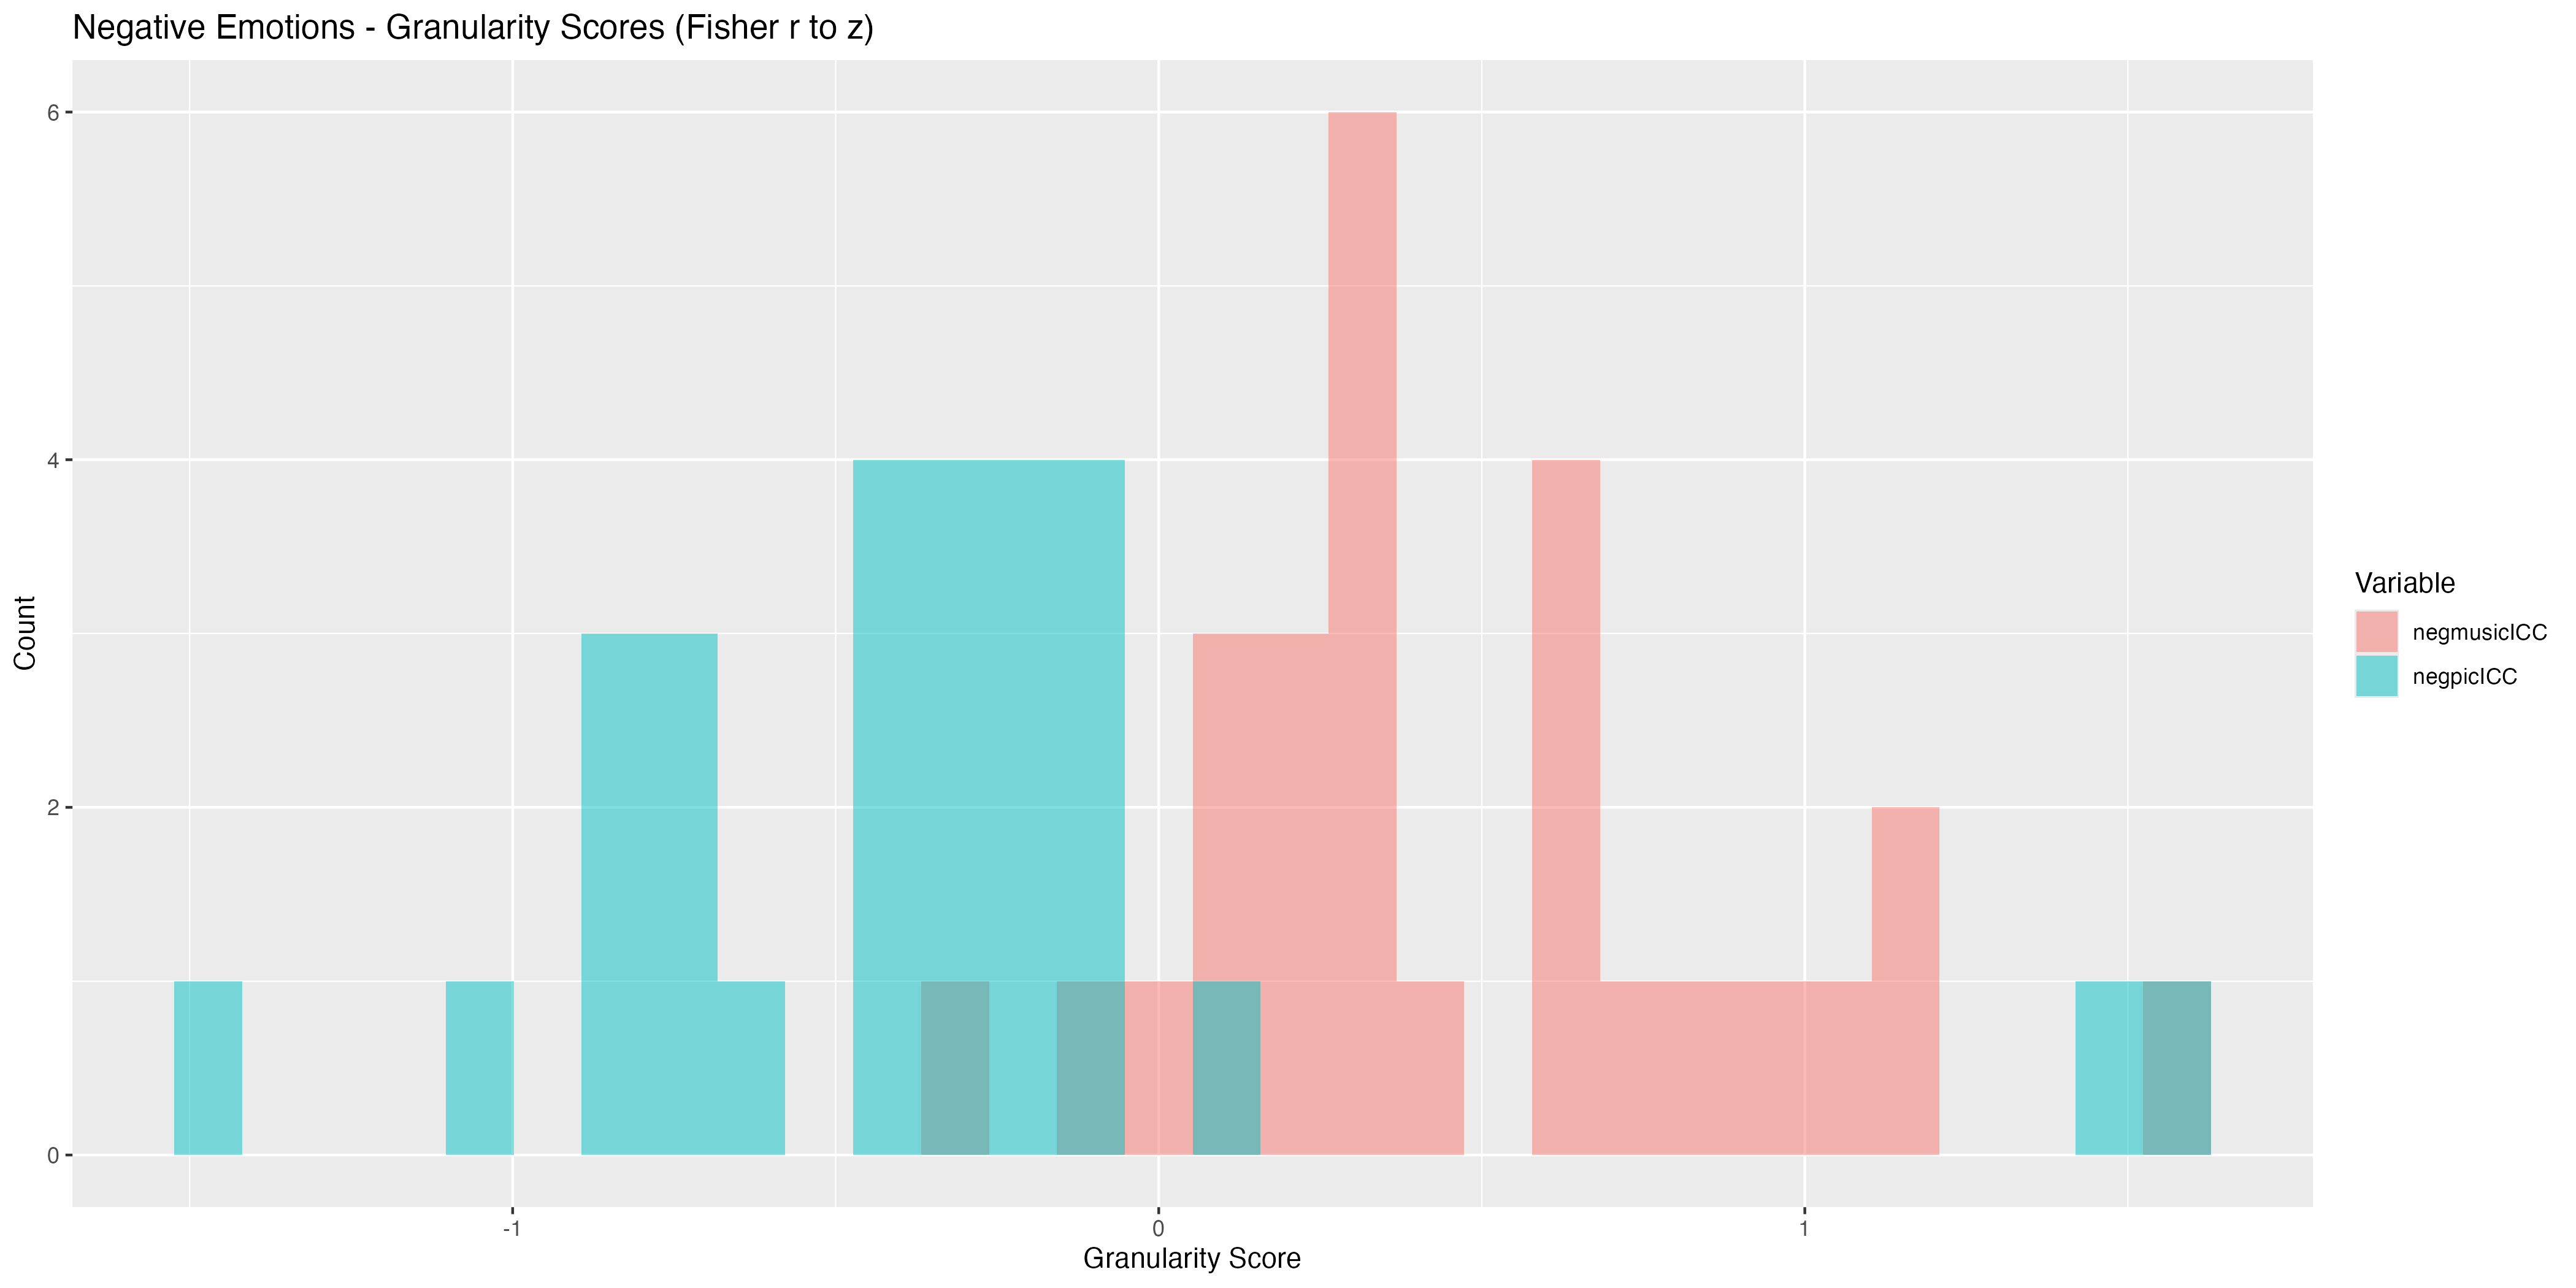 Negative Emotions - Granularity Scores (Fisher r to z)
6
4
2
0
Count
-1
0
1
Granularity Score
Variable
negmusicICC
negpicICC